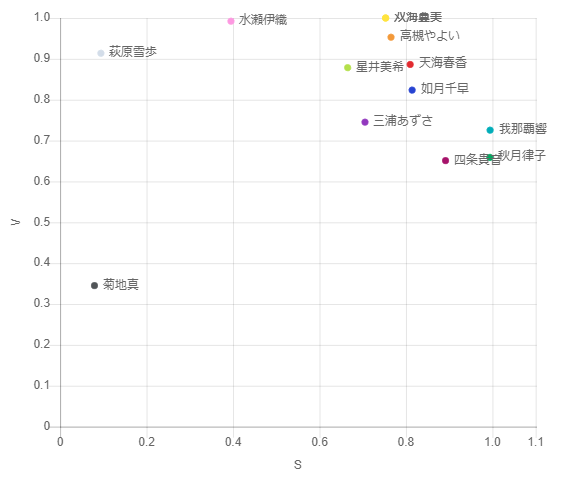 1.0
0.9
0.8
0.7
0.6
0.5
0.4
0.3
0.2
0.1
0
V
水瀬伊織
高槻やよい
萩原雪歩
星井美希
天海春香
如月千早
三浦あずさ
我那覇響
四条貴音
秋月律子
菊地真
0
0.2
0.4
0.6
0.8
1.0
1.1
S